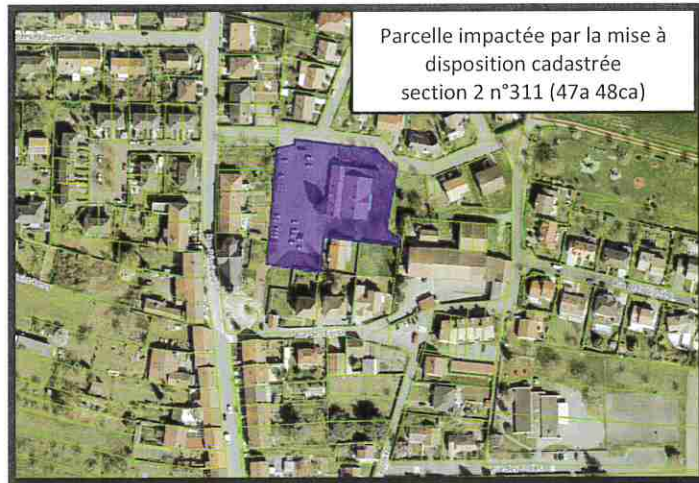 Parcelle impactée par la mise à
disposition cadastrée
section 2 n°311 (47a 48ca)